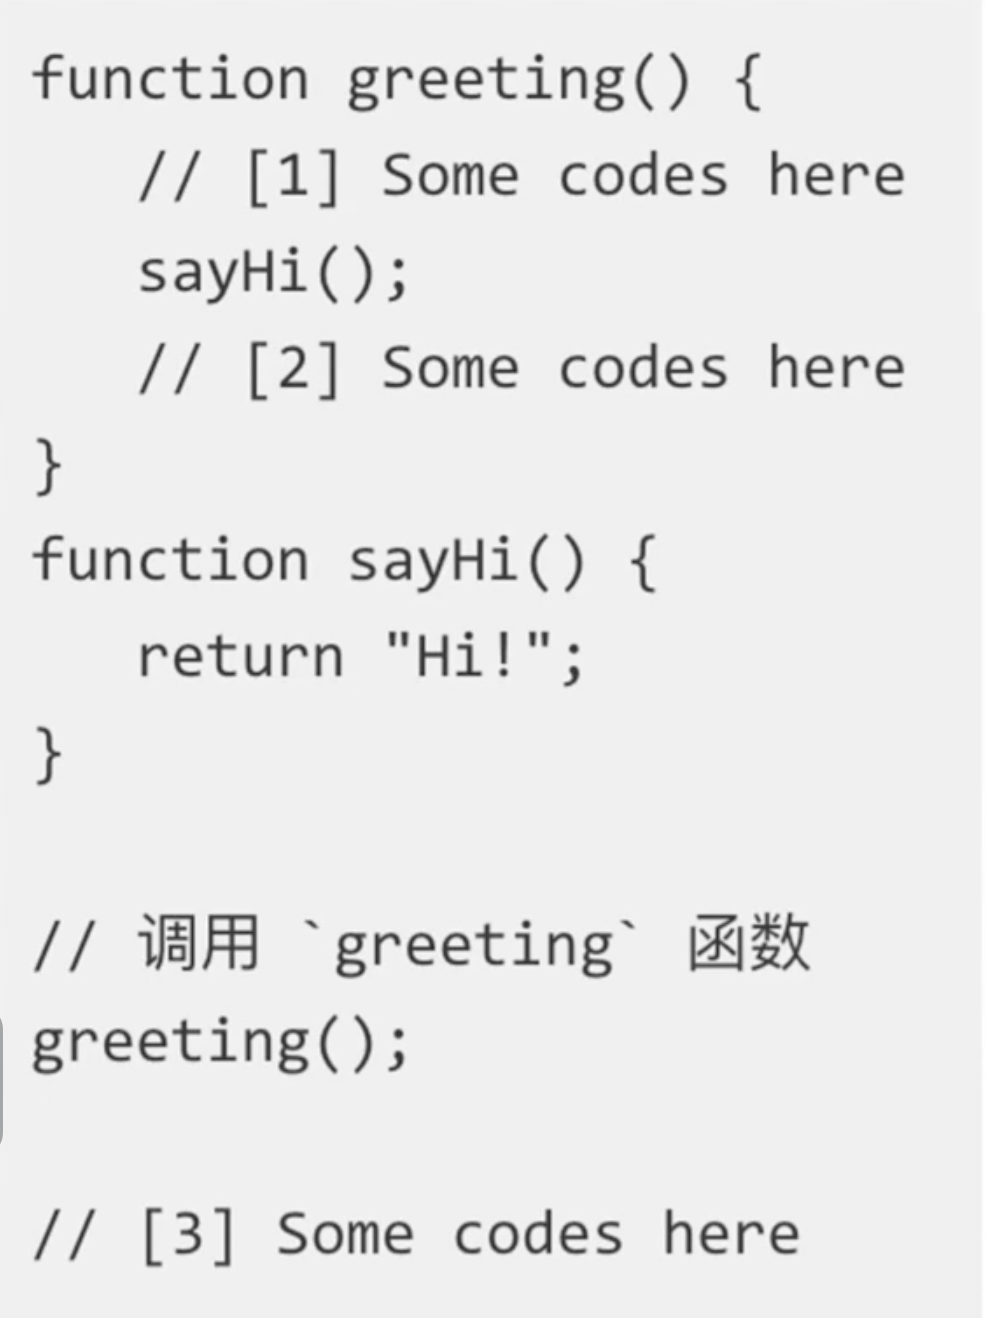 function greeting() {
   // [1] Some codes here
   sayHi();
   // [2] Some codes here
}
function sayHi() {
   return "Hi!";
}

// 调用 `greeting` 函数
greeting();

// [3] Some codes here